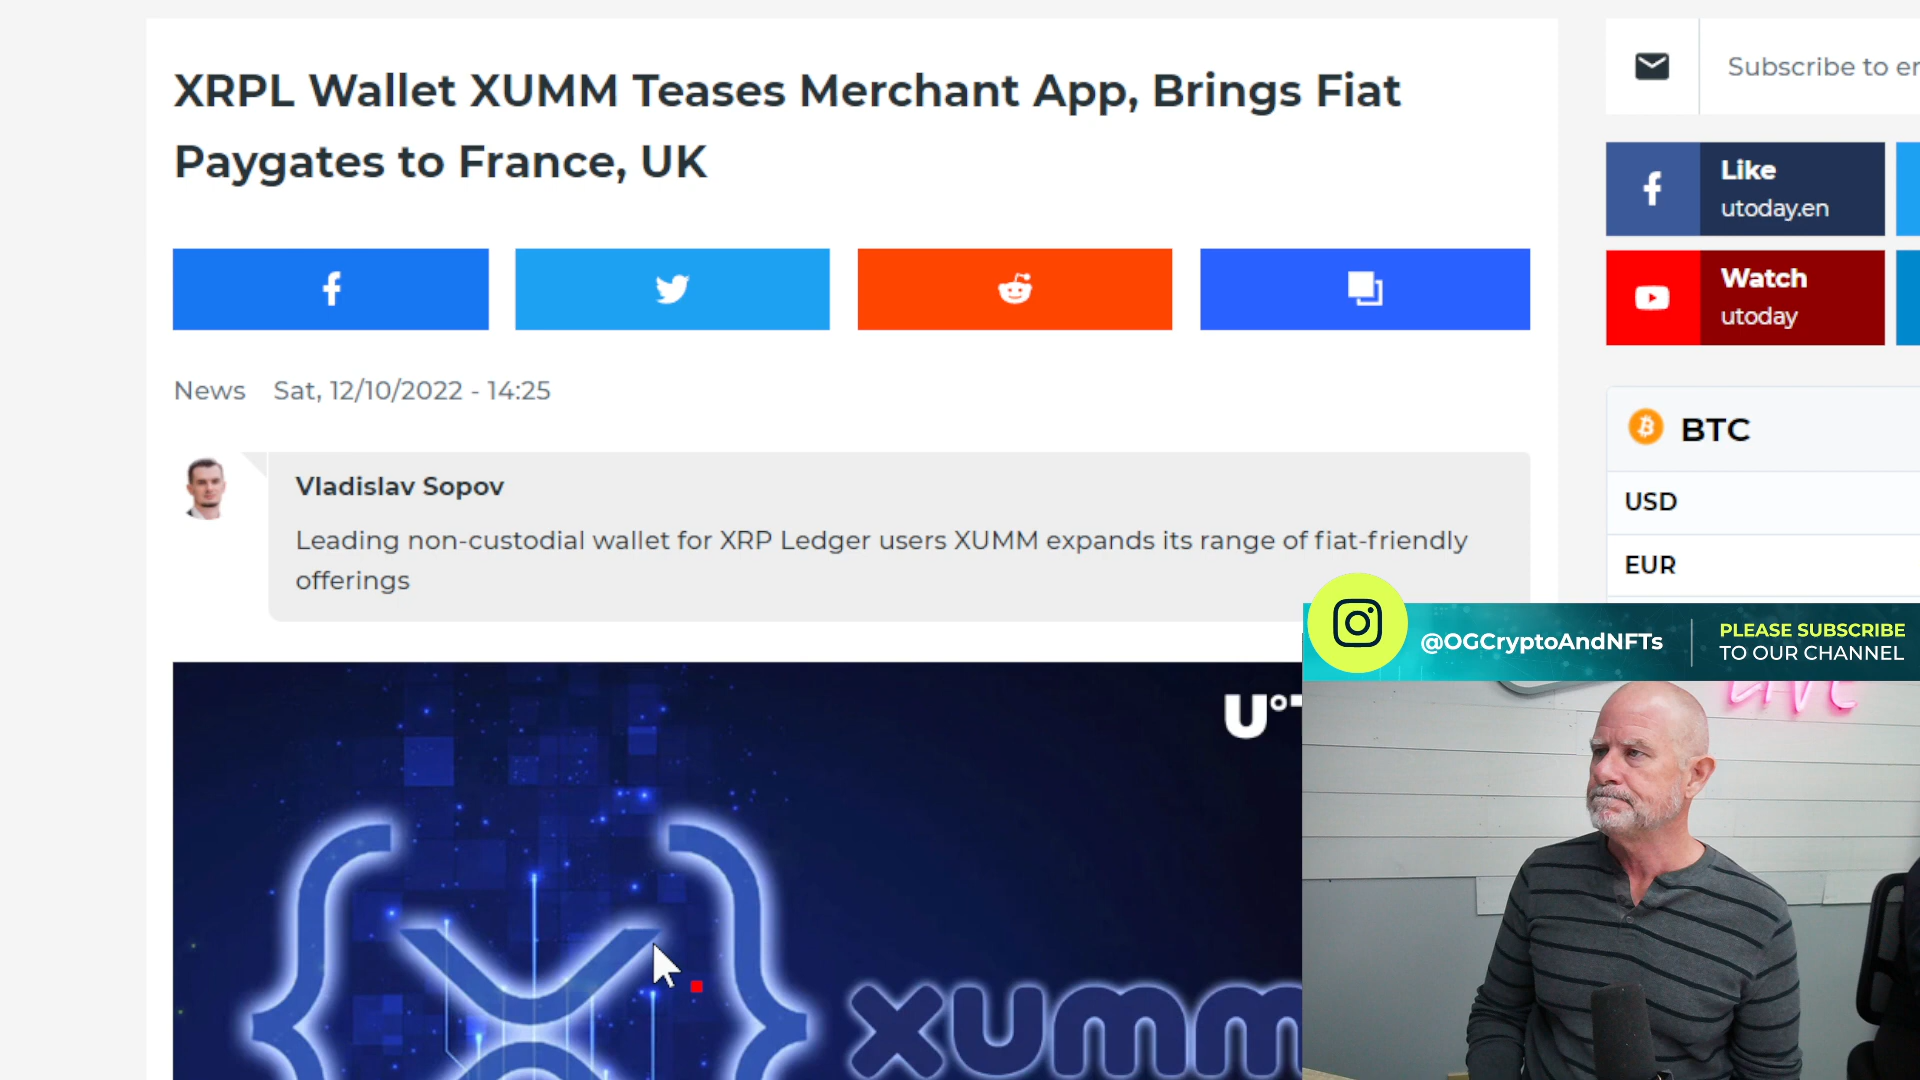 XRPL Wallet XUMM Teases Merchant App, Brings Fiat
Paygates to France, UK
News Sat, 12/10/2022 - 14:25
Vladislav Sopov
Leading non-custodial wallet for XRP Ledger users XUMM expands its range of fiat-friendly
offerings
xumm
Subscribe to
Like
utoday.en
Watch
utoday
BTC
USD
EUR
@OGCryptoAndNFTs
PLEASE SUBSCRIBE
TO OUR CHANNEL
LIVE